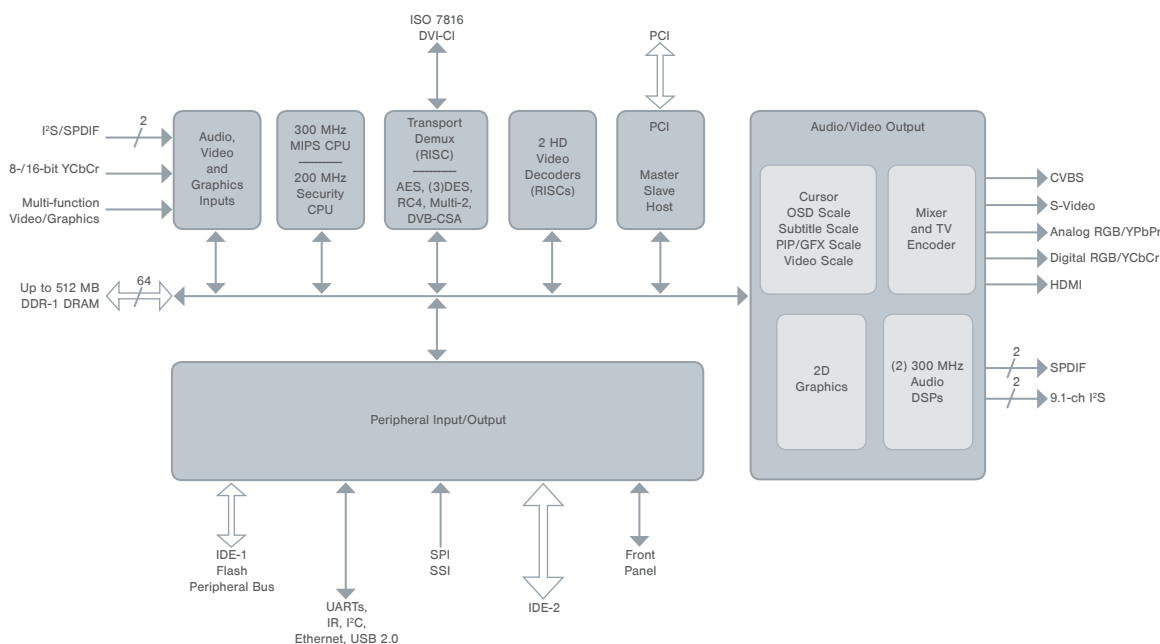 ISO 7816
DVI-CI
PCI
I²S/SPDIF
2
8-/16-bit YCbCr
Multi-function
Video/Graphics
Audio,
Video
and
Graphics
Inputs
300 MHz
MIPS CPU
200 MHz
Security
CPU
Transport
Demux
(RISC)
AES, (3)DES,
RC4, Multi-2,
DVB-CSA
2 HD
Video
Decoders
(RISCs)
PCI
Master
Slave
Host
Up to 512 MB
DDR-1 DRAM
64
Audio/Video Output
Cursor
OSD Scale
Subtitle Scale
PIP/GFX Scale
Video Scale
Mixer
and TV
Encoder
2D
Graphics
(2) 300 MHz
Audio
DSPs
CVBS
S-Video
Analog RGB/YPbPr
Digital RGB/YCbCr
HDMI
2
SPDIF
2
9.1-ch I²S
Peripheral Input/Output
IDE-1
Flash
Peripheral Bus
UARTs,
IR, I²C,
Ethernet, USB 2.0
SPI
SSI
IDE-2
Front
Panel